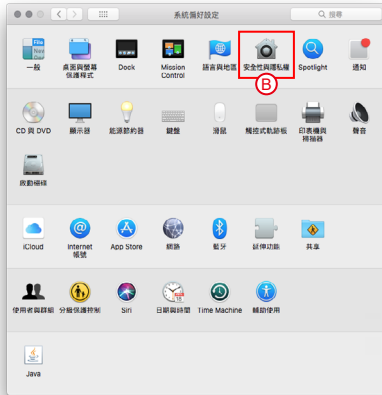 系統偏好設定
搜尋
File
New
一般
桌面與螢幕
保護程式
Dock
Mission
Control
語言與地區
安全性與隱私權
Spotlight
通知
B
CD 與 DVD
顯示器
能源節約器
鍵盤
滑鼠
觸控式軌跡板
印表機與
掃描器
聲音
啟動磁碟
iCloud
Internet
帳號
App Store
網路
藍牙
延伸功能
共享
使用者與群組
分級保護控制
Siri
日期與時間
Time Machine
輔助使用
Java